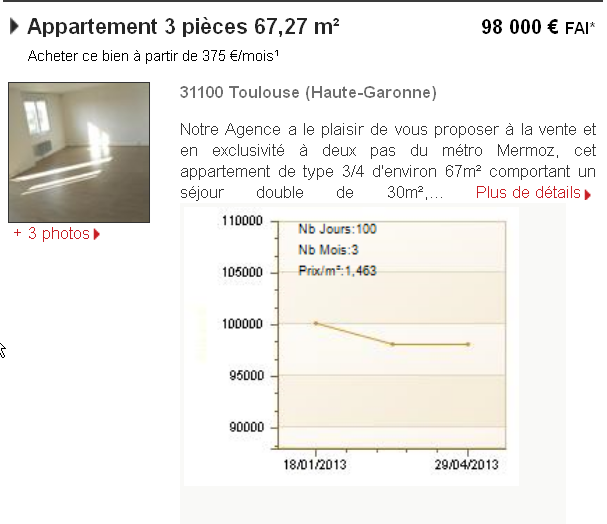 Appartement 3 pièces 67,27 m²
98 000 € FAI*
Acheter ce bien à partir de 375 €/mois¹
31100 Toulouse (Haute-Garonne)
Notre Agence a le plaisir de vous proposer à la vente et
en exclusivité à deux pas du métro Mermoz, cet
appartement de type 3/4 d'environ 67m² comportant un
séjour double de 30m²,... Plus de détails
+ 3 photos
110000
Nb Jours:100
Nb Mois:3
105000
Prix/m²:1,463
100000
95000
90000
18/01/2013
29/04/2013